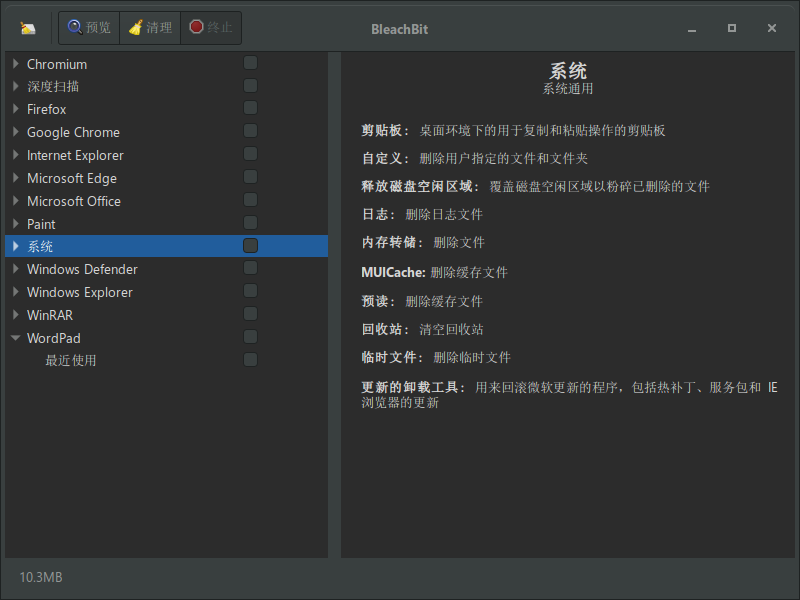 预览 清理 终止 BleachBit
Chromium
深度扫描
Firefox
Google Chrome
Internet Explorer
Microsoft Edge
Microsoft Office
Paint
系统
Windows Defender
Windows Explorer
WinRAR
WordPad
最近使用
系统
系统通用
剪贴板： 桌面环境下的用于复制和粘贴操作的剪贴板
自定义： 删除用户指定的文件和文件夹
释放磁盘空闲区域： 覆盖磁盘空闲区域以粉碎已删除的文件
日志： 删除日志文件
内存转储： 删除文件
MUICache: 删除缓存文件
预读： 删除缓存文件
回收站： 清空回收站
临时文件： 删除临时文件
更新的卸载工具： 用来回滚微软更新的程序，包括热补丁、服务包和 IE
浏览器的更新
10.3MB